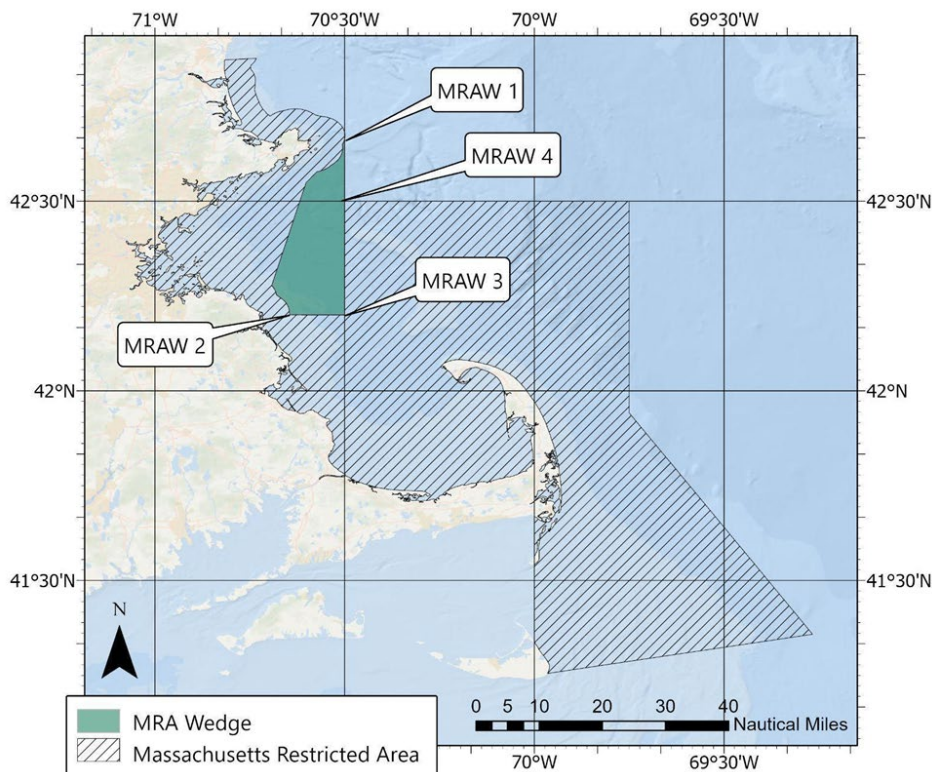 71°W 70°30'W 70°W 69°30'W
MRAW 1
MRAW 4
42°30'N 42°30'N
MRAW 3
MRAW 2
42°N 42°N
41°30'N 41°30'N
N
0 5 10 20 30 40
Nautical Miles
MRA Wedge
Massachusetts Restricted Area
70°W 69°30'W